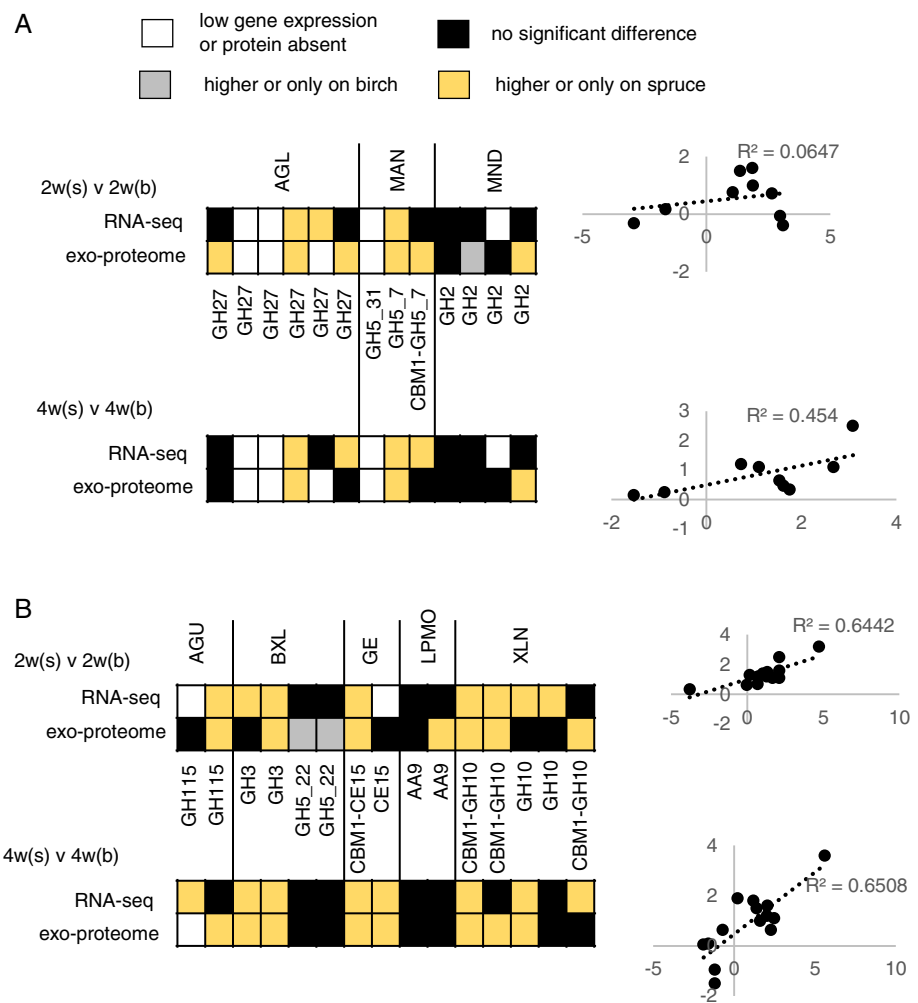 A
low gene expression
or protein absent
no significant difference
higher or only on birch
higher or only on spruce
2w(s) v 2w(b)
AGL
MAN
MND
RNA-seq
exo-proteome
GH27
GH27
GH27
GH27
GH27
GH27
GH5_31
GH5_7
CBM1-GH5_7
GH2
GH2
GH2
GH2
R² = 0.0647
2
0
-5
0
5
-2
4w(s) v 4w(b)
RNA-seq
exo-proteome
R² = 0.454
3
2
1
0
-2
-1
0
2
4
B
2w(s) v 2w(b)
AGU
BXL
GE
LPMO
XLN
RNA-seq
exo-proteome
GH115
GH115
GH3
GH3
GH5_22
GH5_22
CBM1-CE15
CE15
AA9
AA9
CBM1-GH10
CBM1-GH10
GH10
GH10
CBM1-GH10
R² = 0.6442
4
2
0
-5
-2
0
5
10
4w(s) v 4w(b)
RNA-seq
exo-proteome
R² = 0.6508
4
2
0
-5
0
5
10
-2